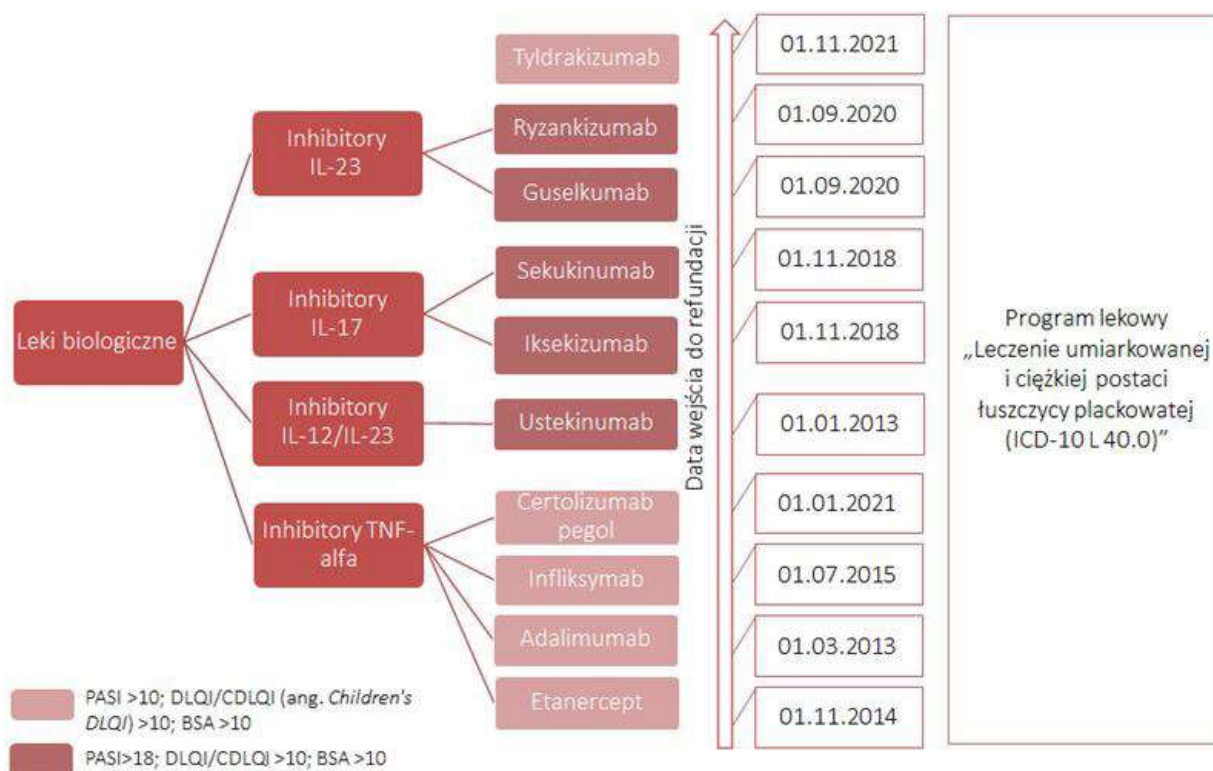 Leki biologiczne
Inhibitory
IL-23
Inhibitory
IL-17
Inhibitory
IL-12/IL-23
Inhibitory TNF-
alfa
Tyldrakizumab
Ryzankizumab
Guselkumab
Sekukinumab
Iksekizumab
Ustekinumab
Certolizumab
pegol
Infliksymab
Adalimumab
Etanercept
Data wejścia do refundacji
01.11.2021
01.09.2020
01.09.2020
01.11.2018
01.11.2018
01.01.2013
01.01.2021
01.07.2015
01.03.2013
01.11.2014
Program lekowy
„Leczenie umiarkowanej
i ciężkiej postaci
łuszczycy plackowatej
(ICD-10 L 40.0)”
PASI >10; DLQI/CDLQI (ang. Children's
DLQI) >10; BSA >10
PASI>18; DLQI/CDLQI >10; BSA >10